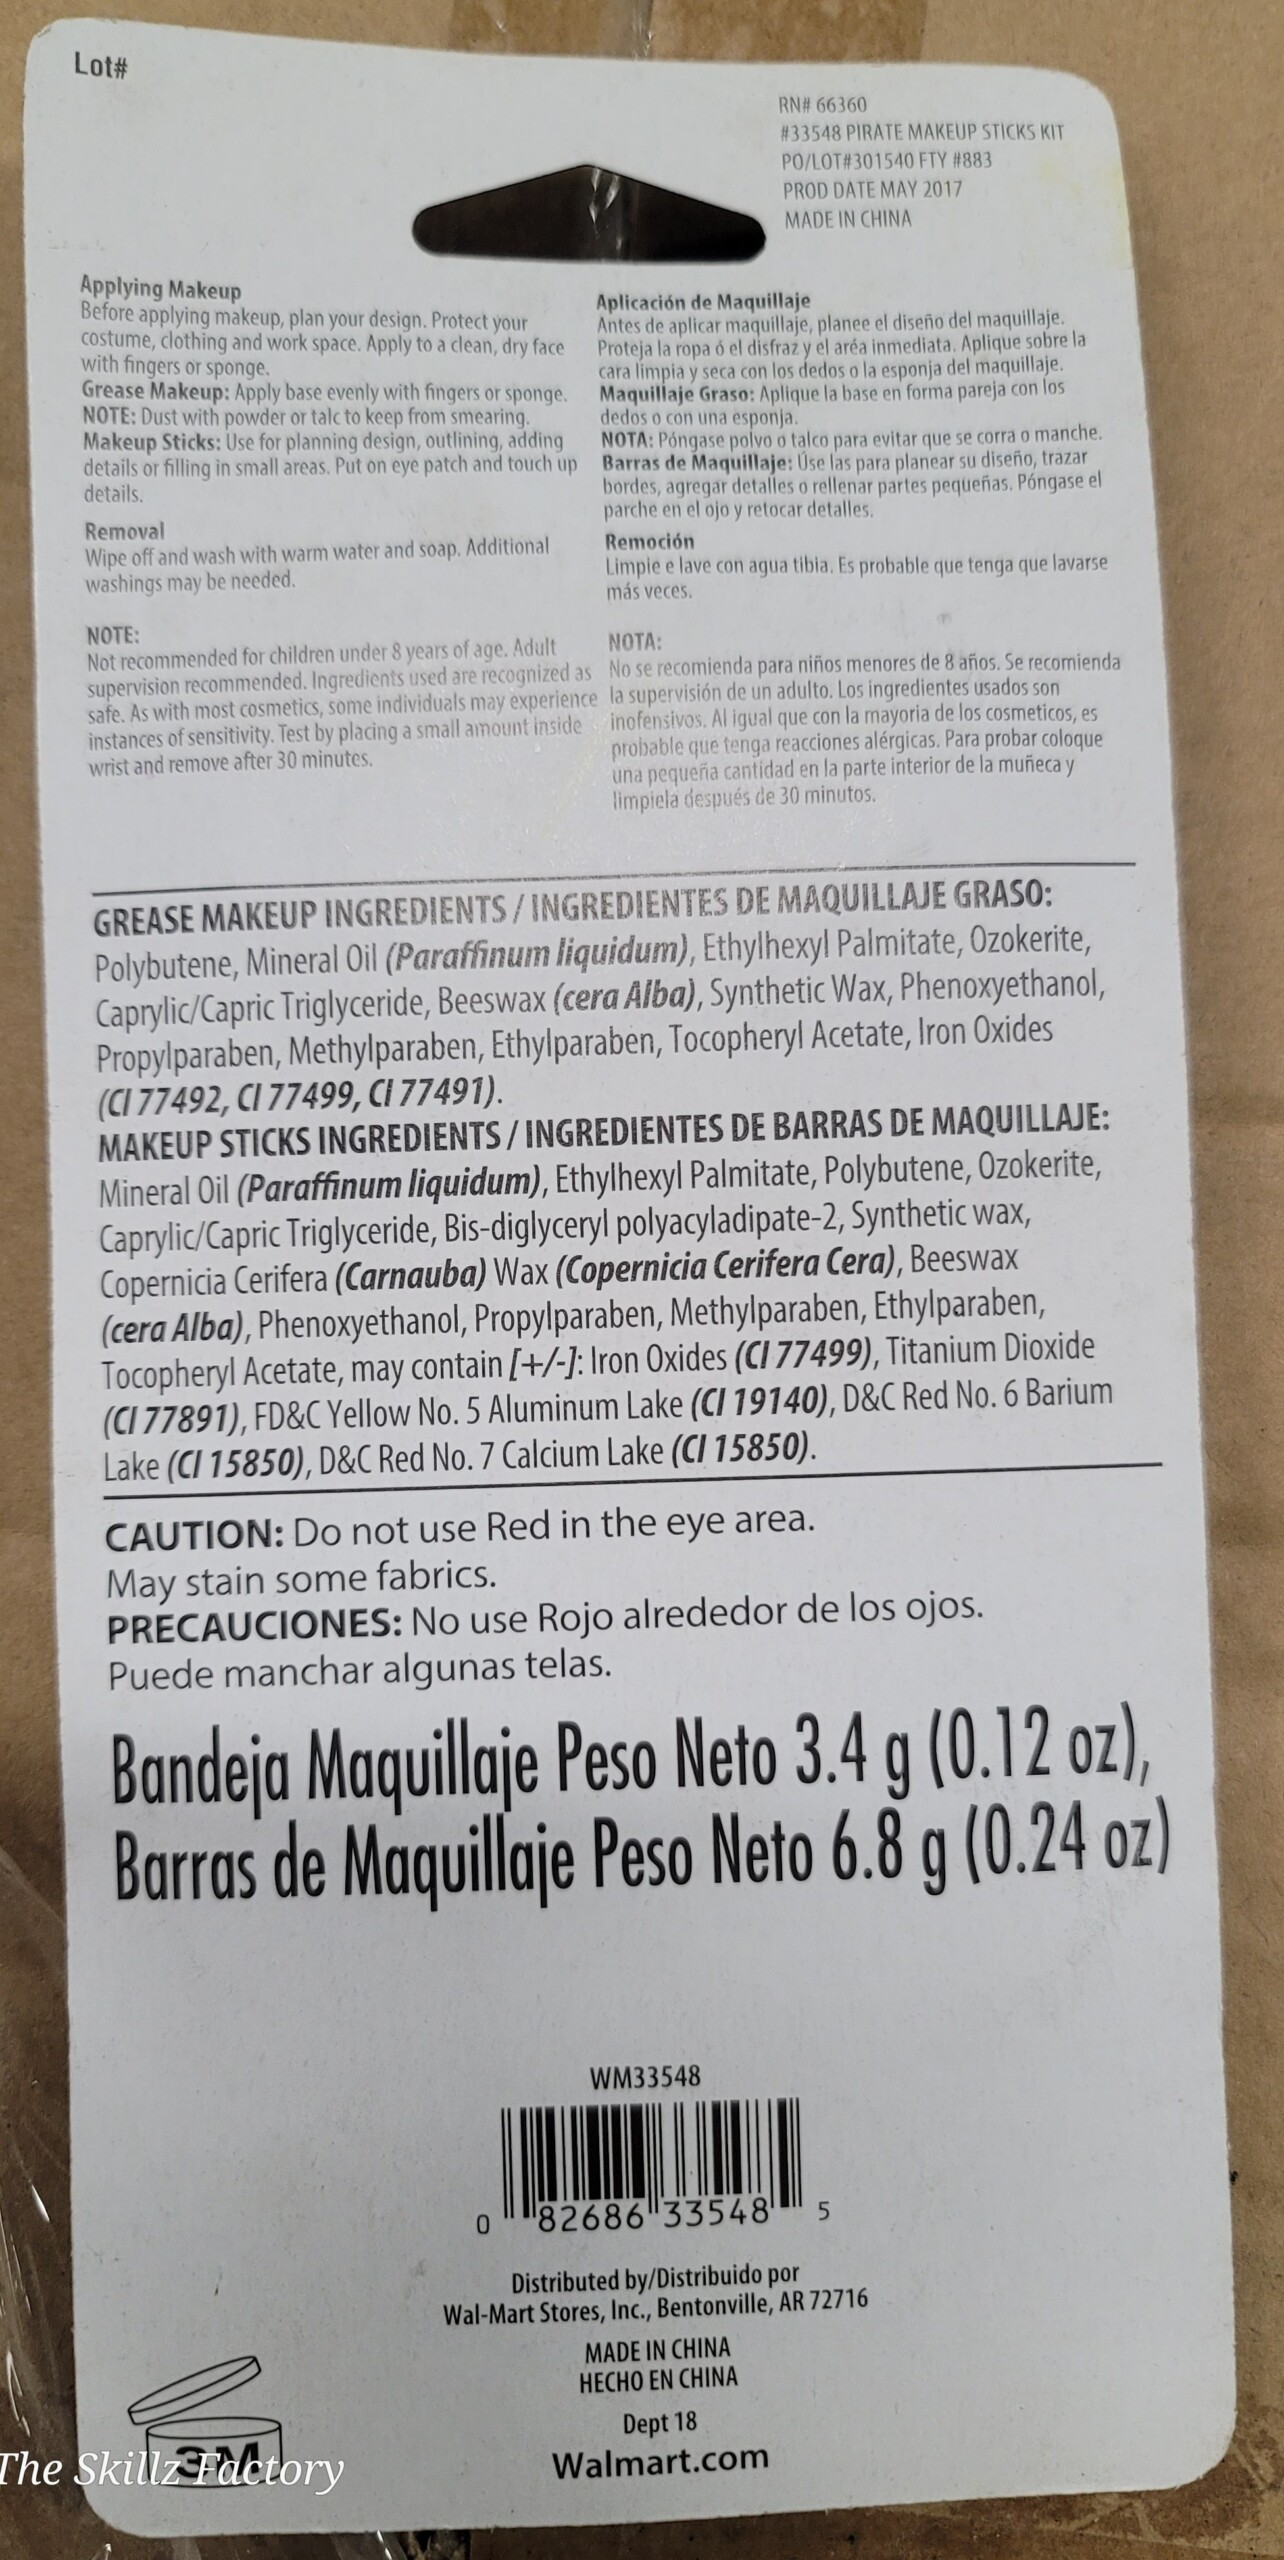 Lot#
RN# 66360
#33548 PIRATE MAKEUP STICKS KIT
PO/LOT#301540 FTY #883
PROD DATE MAY 2017
MADE IN CHINA
Applying Makeup
Before applying makeup, plan your design. Protect your
costume, clothing and work space. Apply to a clean, dry face
with fingers or sponge.
Grease Makeup: Apply base evenly with fingers or sponge.
NOTE: Dust with powder or talc to keep from smearing.
Makeup Sticks: Use for planning design, outlining, adding
details or filling in small areas. Put on eye patch and touch up
details.
Removal
Wipe off and wash with warm water and soap. Additional
washings may be needed.
NOTE:
Not recommended for children under 8 years of age. Adult
supervision recommended. Ingredients used are recognized as
safe. As with most cosmetics, some individuals may experience
instances of sensitivity. Test by placing a small amount inside
wrist and remove after 30 minutes.
Aplicación de Maquillaje
Antes de aplicar maquillaje, planee el diseño del maquillaje.
Proteja la ropa ó el disfraz y el aréa inmediata. Aplique sobre la
cara limpia y seca con los dedos o la esponja del maquillaje.
Maquillaje Graso: Aplique la base en forma pareja con los
dedos o con una esponja.
NOTA: Póngase polvo o talco para evitar que se corra o manche.
Barras de Maquillaje: Úse las para planear su diseño, trazar
bordes, agregar detalles o rellenar partes pequeñas. Póngase el
parche en el ojo y retocar detalles.
Remoción
Limpie e lave con agua tibia. Es probable que tenga que lavarse
más veces.
NOTA:
No se recomienda para niños menores de 8 años. Se recomienda
la supervisión de un adulto. Los ingredientes usados son
inofensivos. Al igual que con la mayoria de los cosmeticos, es
probable que tenga reacciones alérgicas. Para probar coloque
una pequeña cantidad en la parte interior de la muñeca y
limpiela después de 30 minutos.
GREASE MAKEUP INGREDIENTS / INGREDIENTES DE MAQUILLAJE GRASO:
Polybutene, Mineral Oil (Paraffinum liquidum), Ethylhexyl Palmitate, Ozokerite,
Caprylic/Capric Triglyceride, Beeswax (cera Alba), Synthetic Wax, Phenoxyethanol,
Propylparaben, Methylparaben, Ethylparaben, Tocopheryl Acetate, Iron Oxides
(CI 77492, CI 77499, CI 77491).
MAKEUP STICKS INGREDIENTS / INGREDIENTES DE BARRAS DE MAQUILLAJE:
Mineral Oil (Paraffinum liquidum), Ethylhexyl Palmitate, Polybutene, Ozokerite,
Caprylic/Capric Triglyceride, Bis-diglyceryl polyacyladipate-2, Synthetic wax,
Copernicia Cerifera (Carnauba) Wax (Copernicia Cerifera Cera), Beeswax
(cera Alba), Phenoxyethanol, Propylparaben, Methylparaben, Ethylparaben,
Tocopheryl Acetate, may contain [+/-]: Iron Oxides (CI 77499), Titanium Dioxide
(CI 77891), FD&C Yellow No. 5 Aluminum Lake (CI 19140), D&C Red No. 6 Barium
Lake (CI 15850), D&C Red No. 7 Calcium Lake (CI 15850).
CAUTION: Do not use Red in the eye area.
May stain some fabrics.
PRECAUCIONES: No use Rojo alrededor de los ojos.
Puede manchar algunas telas.
Bandeja Maquillaje Peso Neto 3.4 g (0.12 oz),
Barras de Maquillaje Peso Neto 6.8 g (0.24 oz)
WM33548
0 82686 33548 5
Distributed by/Distribuido por
Wal-Mart Stores, Inc., Bentonville, AR 72716
MADE IN CHINA
HECHO EN CHINA
Dept 18
Walmart.com
3M
The Skillz Factory